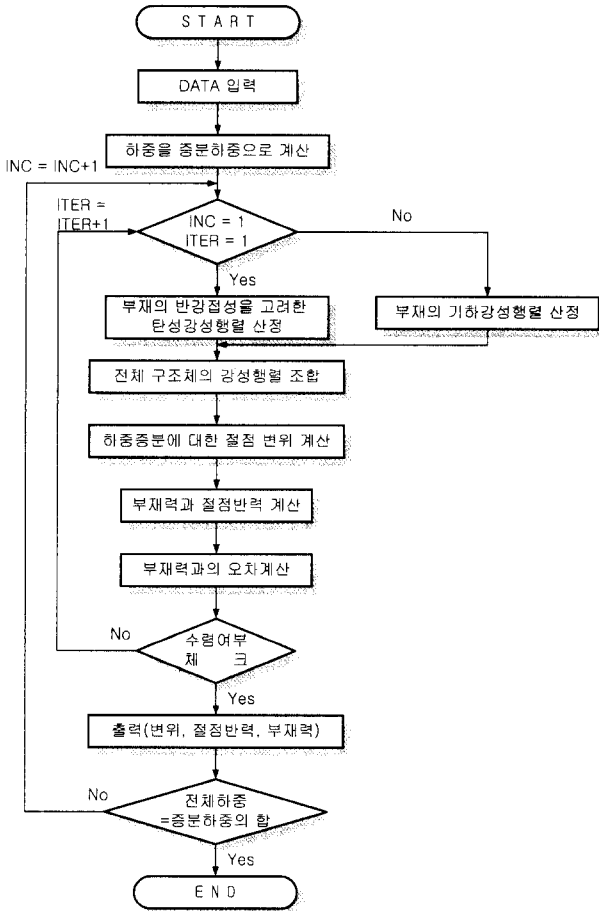 START
DATA 입력
하중을 증분하중으로 계산
INC = INC+1
ITER =
ITER+1
INC = 1
ITER = 1
No
Yes
부재의 반강접성을 고려한
탄성강성행렬 산정
부재의 기하강성행렬 산정
전체 구조체의 강성행렬 조합
하중증분에 대한 절점 변위 계산
부재력과 절점반력 계산
부재력과의 오차계산
No
수렴여부
체 크
Yes
출력(변위, 절점반력, 부재력)
No
전체하중
=증분하중의 합
Yes
END